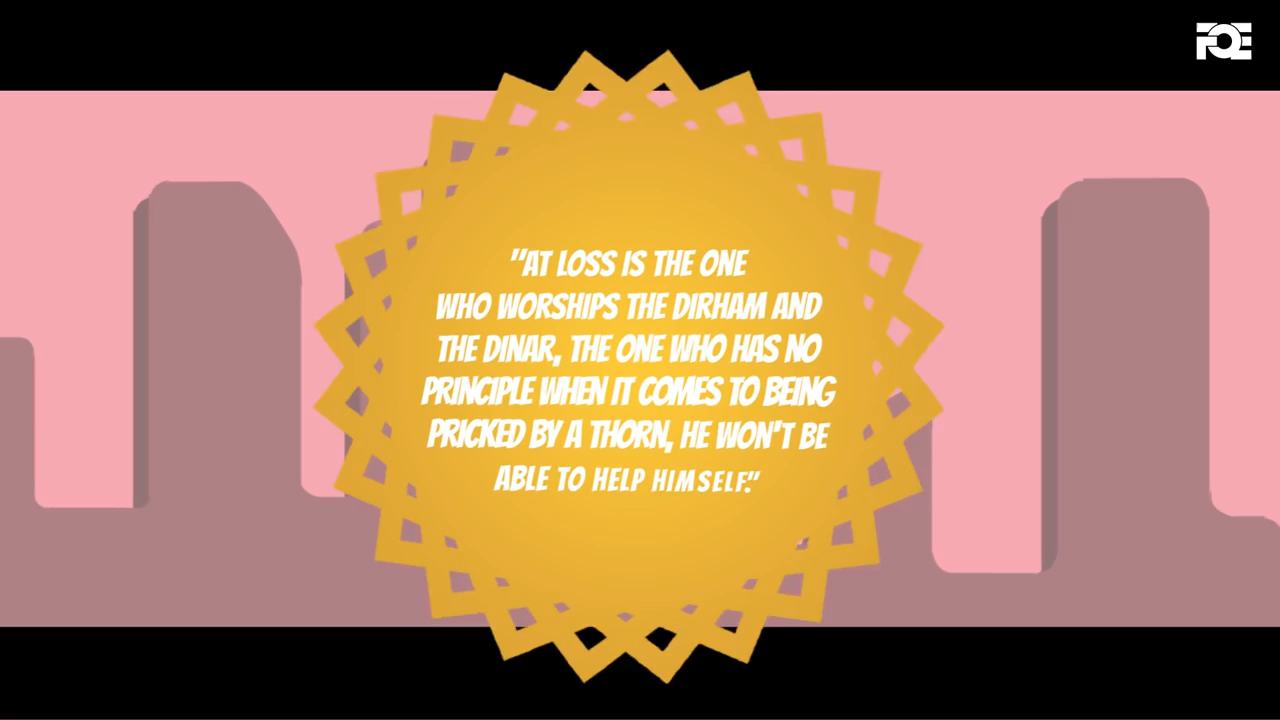 FQE
"AT LOSS IS THE ONE
WHO WORSHIPS THE DIRHAM AND
THE DINAR, THE ONE WHO HAS NO
PRINCIPLE WHEN IT COMES TO BEING
PRICKED BY A THORN, HE WON'T BE
ABLE TO HELP HIMSELF."